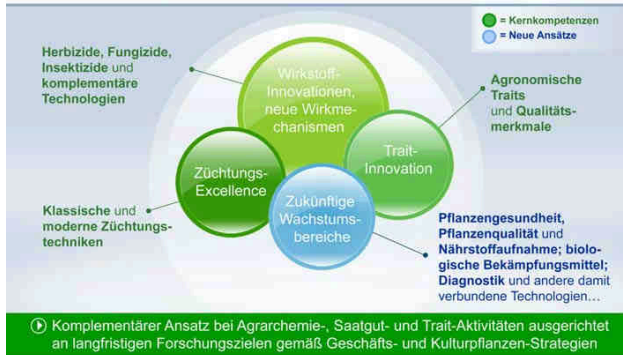 = Kernkompetenzen
= Neue Ansätze
Herbizide, Fungizide,
Insektizide und
komplementäre
Technologien
Wirkstoff-
Innovationen,
neue Wirkme-
chanismen
Agronomische
Traits
und Qualitäts-
merkmale
Trait-
Innovation
Züchtungs-
Excellence
Zukünftige
Wachstums-
bereiche
Klassische und
moderne Züchtungs-
techniken
Pflanzengesundheit,
Pflanzenqualität und
Nährstoffaufnahme; biolo-
gische Bekämpfungsmittel;
Diagnostik und andere damit
verbundene Technologien…
Komplementärer Ansatz bei Agrarchemie-, Saatgut- und Trait-Aktivitäten ausgerichtet
an langfristigen Forschungszielen gemäß Geschäfts- und Kulturpflanzen-Strategien